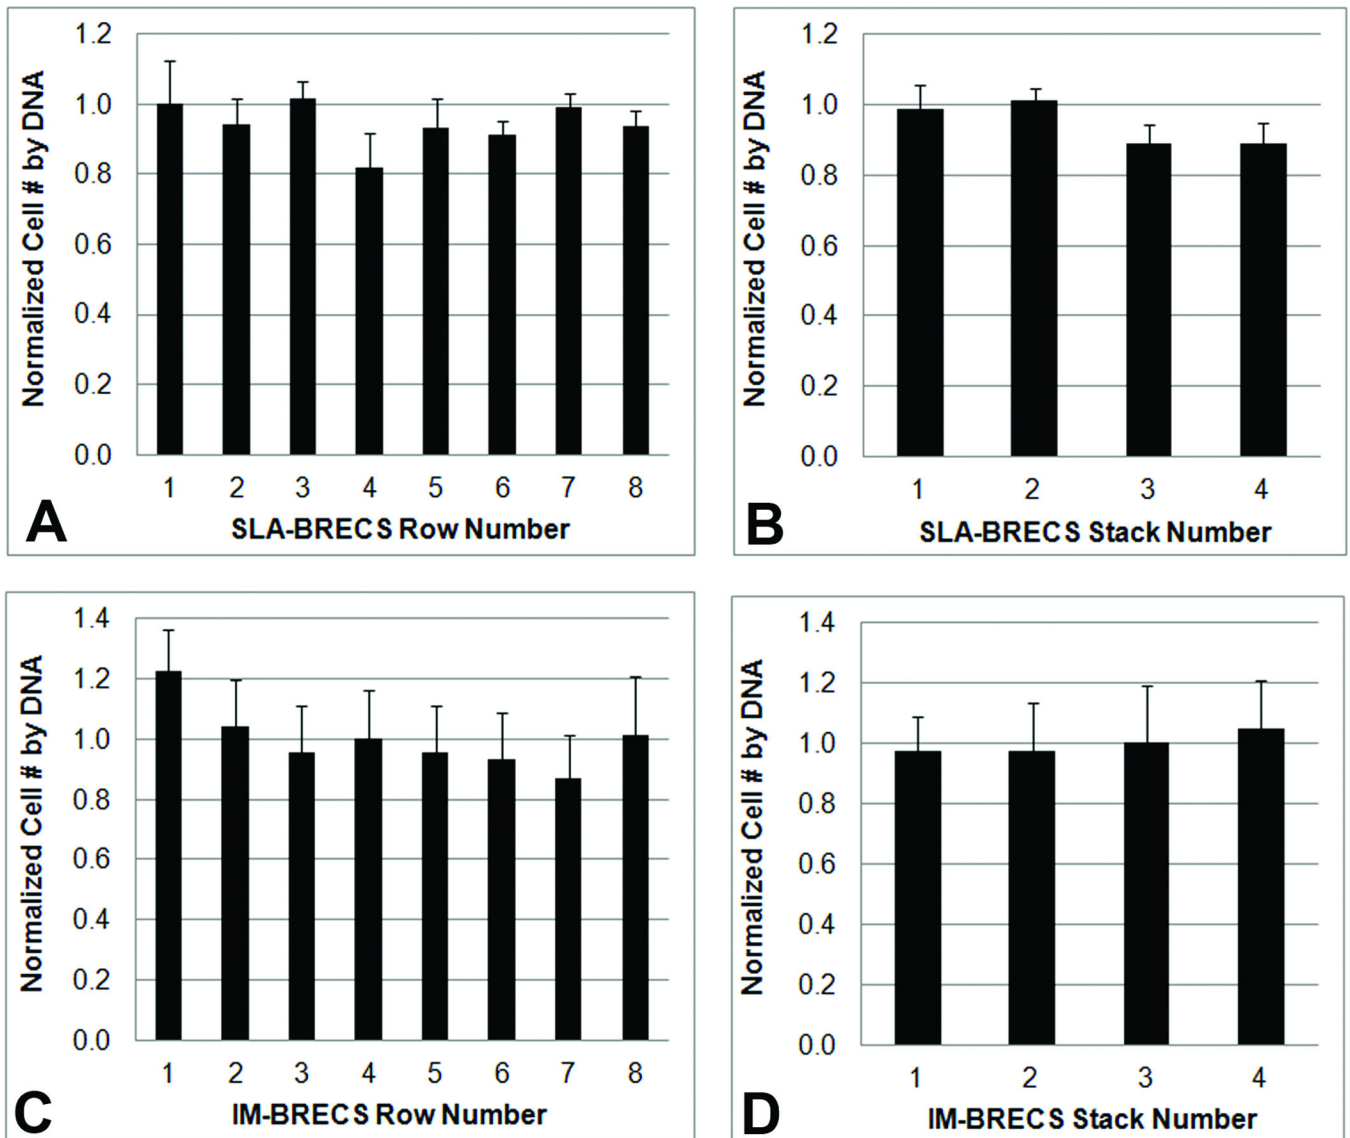 Normalized Cell # by DNA
1.2
1.0
0.8
0.6
0.4
0.2
0.0
1 2 3 4 5 6 7 8
SLA-BRECS Row Number
A
Normalized Cell # by DNA
1.2
1.0
0.8
0.6
0.4
0.2
0.0
1 2 3 4
SLA-BRECS Stack Number
B
Normalized Cell # by DNA
1.4
1.2
1.0
0.8
0.6
0.4
0.2
0.0
1 2 3 4 5 6 7 8
IM-BRECS Row Number
C
Normalized Cell # by DNA
1.4
1.2
1.0
0.8
0.6
0.4
0.2
0.0
1 2 3 4
IM-BRECS Stack Number
D